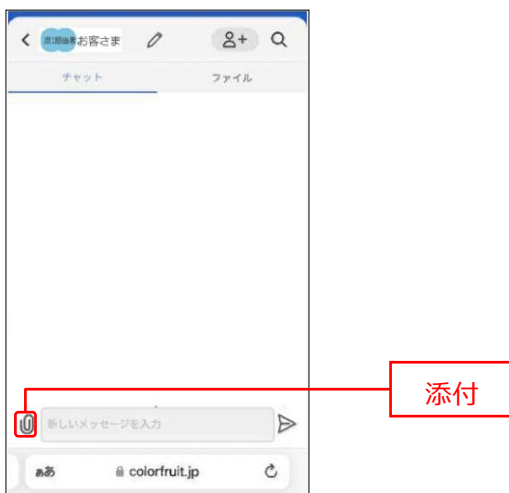 お客さま
チャット ファイル
添付
新しいメッセージを入力
ぁあ colorfruit.jp